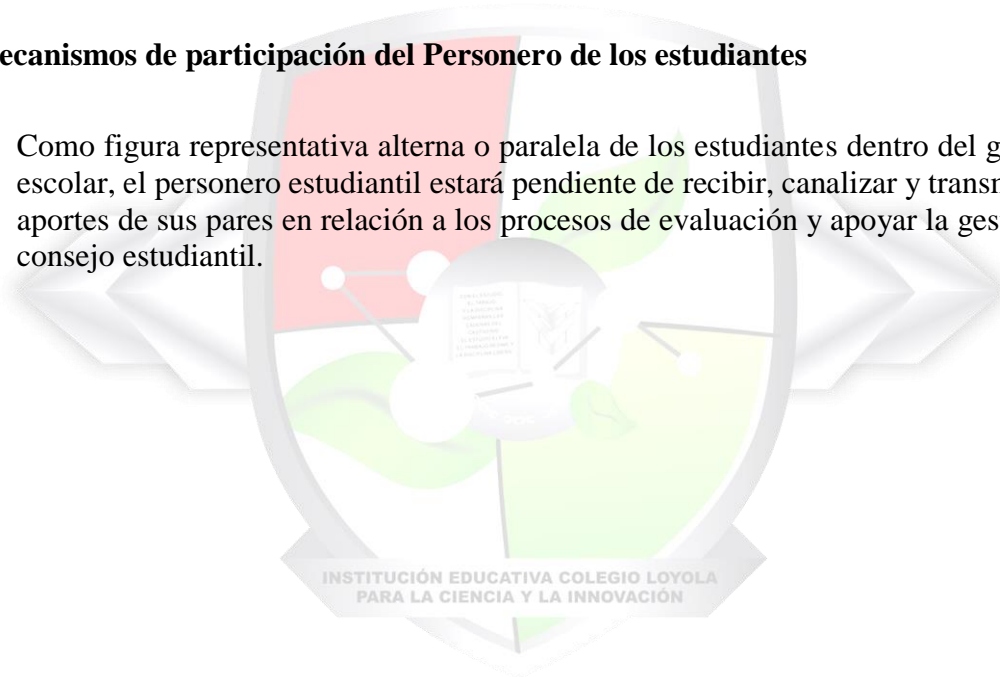 ecanismos de participación del Personero de los estudiantes
Como figura representativa alterna o paralela de los estudiantes dentro del g
escolar, el personero estudiantil estará pendiente de recibir, canalizar y transm
aportes de sus pares en relación a los procesos de evaluación y apoyar la ges
consejo estudiantil.
INSTITUCIÓN EDUCATIVA COLEGIO LOYOLA
PARA LA CIENCIA Y LA INNOVACIÓN